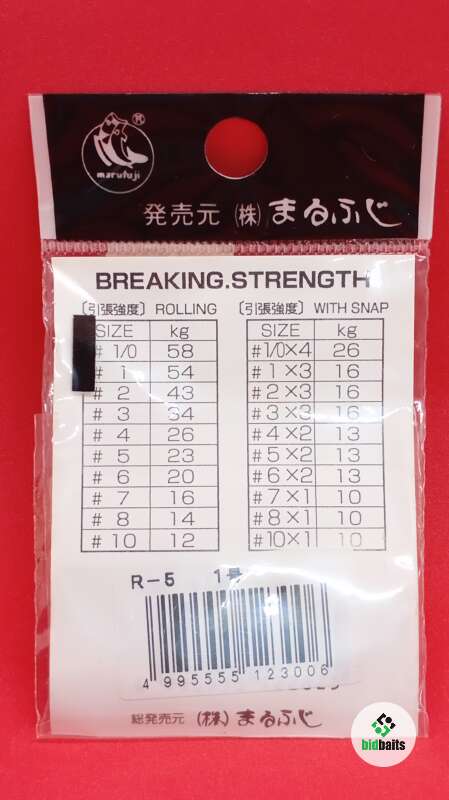 ®
marufuji
発売元 (株) まるふじ
BREAKING.STRENGTH
〔引張強度〕 ROLLING
SIZE kg
# 1/0 58
# 1 54
# 2 43
# 3 34
# 4 26
# 5 23
# 6 20
# 7 16
# 8 14
# 10 12
〔引張強度〕 WITH SNAP
SIZE kg
#1/0×4 26
# 1×3 16
# 2×3 16
# 3×3 16
# 4×2 13
# 5×2 13
# 6×2 13
# 7×1 10
# 8×1 10
#10×1 10
R-5 1号
4 995555 123006
総発売元 (株) まるふじ
bidbaits